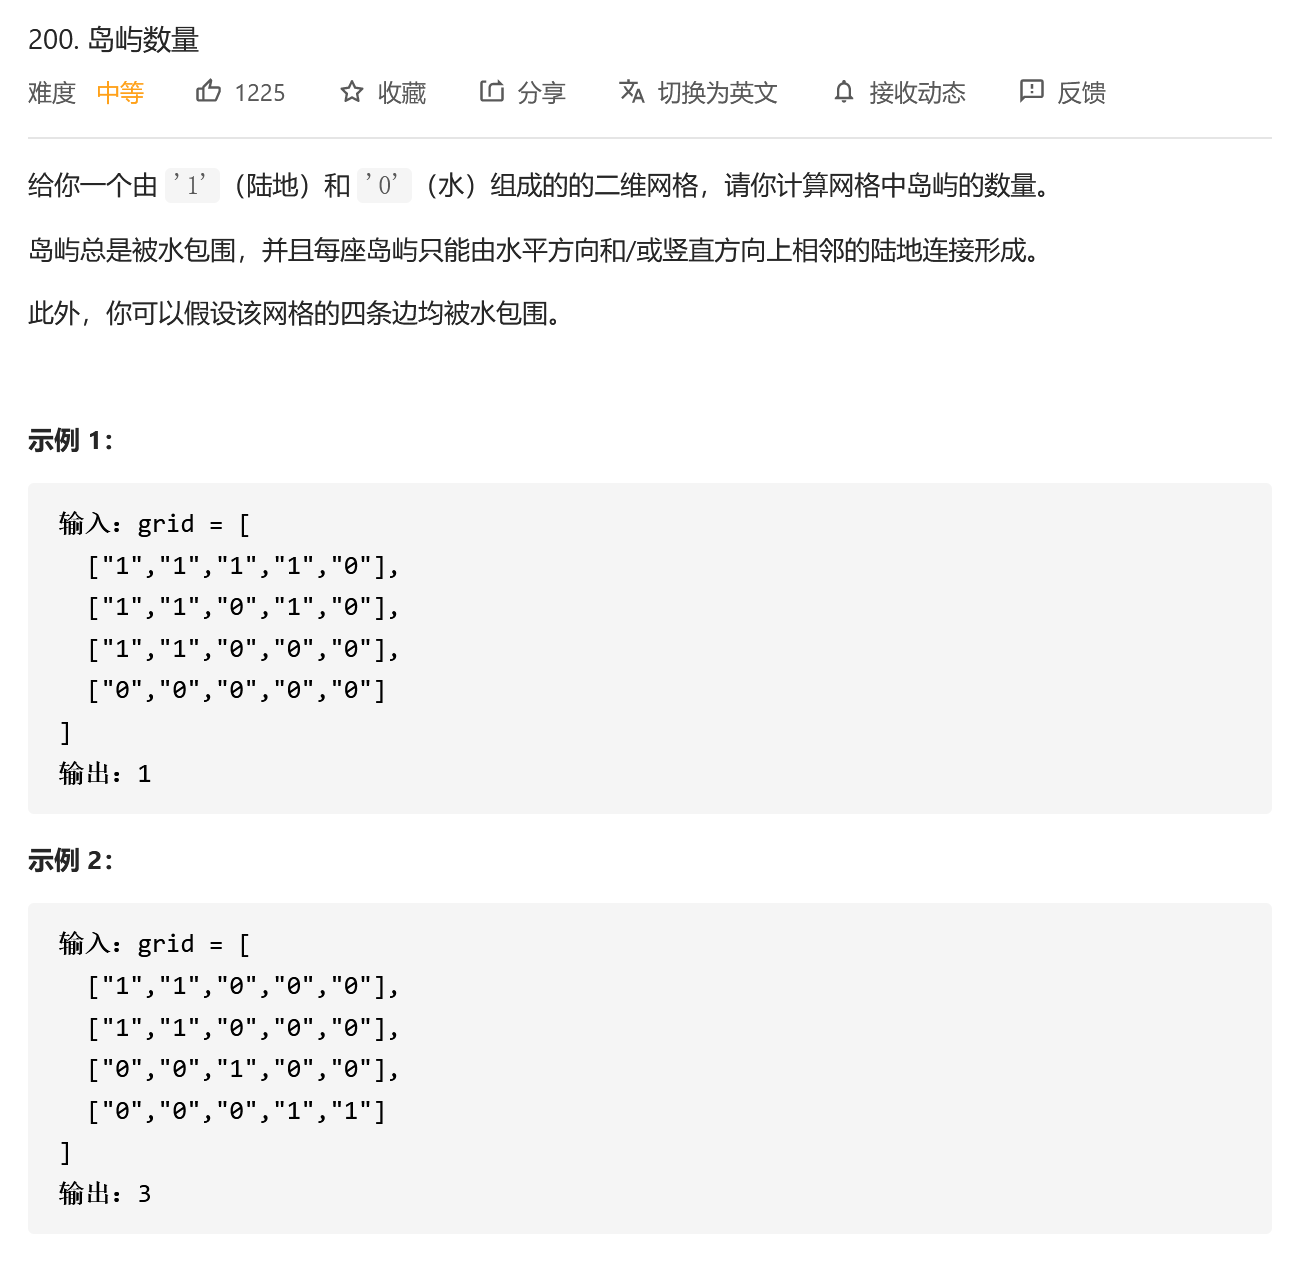 200. 岛屿数量
难度 中等 1225 收藏 分享 切换为英文 接收动态 反馈
给你一个由 '1' （陆地）和 '0' （水）组成的的二维网格，请你计算网格中岛屿的数量。
岛屿总是被水包围，并且每座岛屿只能由水平方向和/或竖直方向上相邻的陆地连接形成。
此外，你可以假设该网格的四条边均被水包围。
示例 1：
输入：grid = [
["1","1","1","1","0"],
["1","1","0","1","0"],
["1","1","0","0","0"],
["0","0","0","0","0"]
]
输出：1
示例 2：
输入：grid = [
["1","1","0","0","0"],
["1","1","0","0","0"],
["0","0","1","0","0"],
["0","0","0","1","1"]
]
输出：3